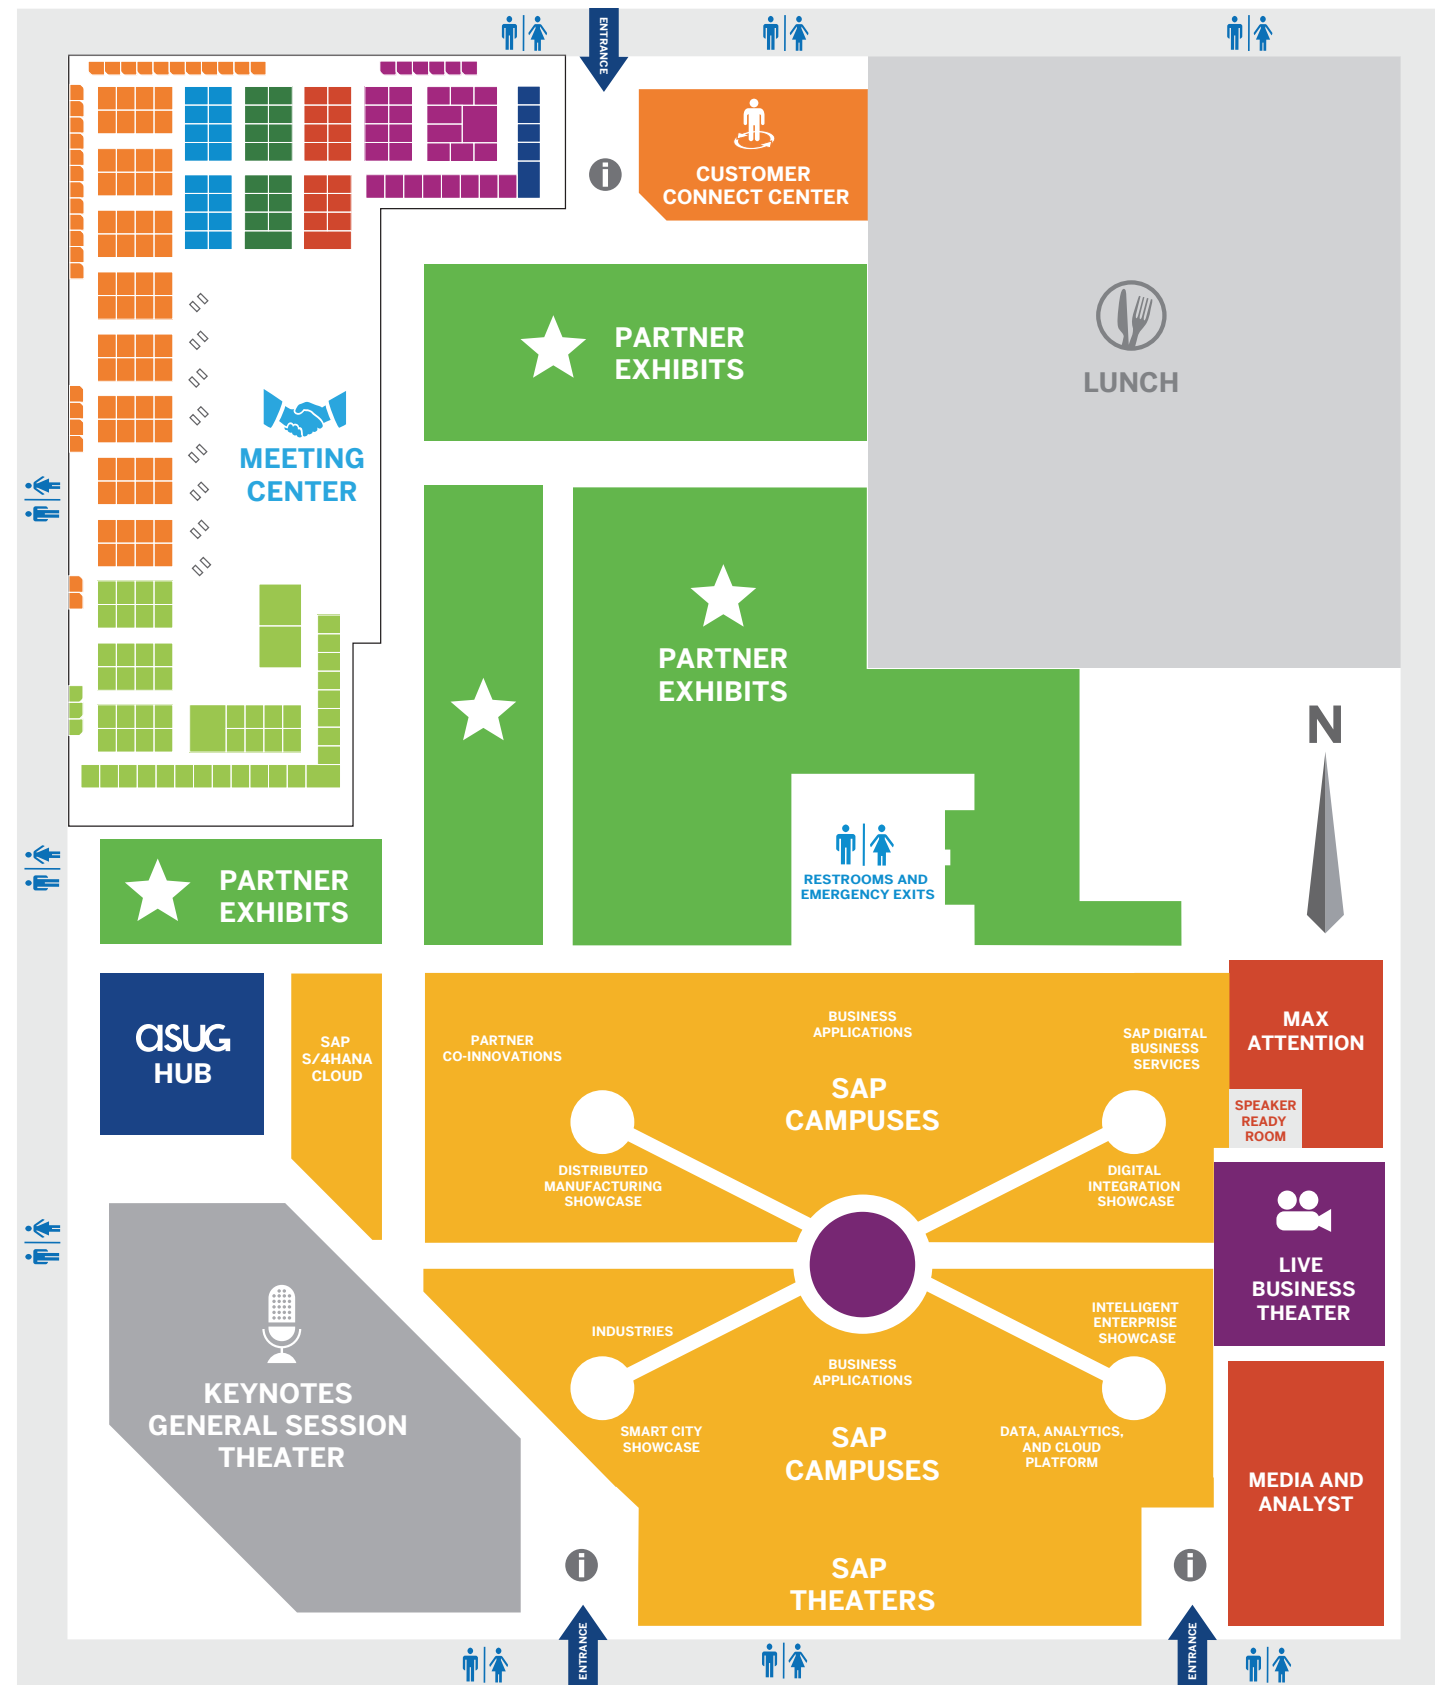 ENTRANCE
i
CUSTOMER
CONNECT CENTER
PARTNER
EXHIBITS
LUNCH
MEETING
CENTER
PARTNER
EXHIBITS
N
RESTROOMS AND
EMERGENCY EXITS
PARTNER
EXHIBITS
asug
HUB
SAP
S/4HANA
CLOUD
PARTNER
CO-INNOVATIONS
BUSINESS
APPLICATIONS
SAP DIGITAL
BUSINESS
SERVICES
SAP
CAMPUSES
MAX
ATTENTION
SPEAKER
READY
ROOM
DISTRIBUTED
MANUFACTURING
SHOWCASE
DIGITAL
INTEGRATION
SHOWCASE
LIVE
BUSINESS
THEATER
KEYNOTES
GENERAL SESSION
THEATER
INDUSTRIES
INTELLIGENT
ENTERPRISE
SHOWCASE
BUSINESS
APPLICATIONS
SMART CITY
SHOWCASE
SAP
CAMPUSES
DATA, ANALYTICS,
AND CLOUD
PLATFORM
MEDIA AND
ANALYST
SAP
THEATERS
i
i
ENTRANCE
ENTRANCE